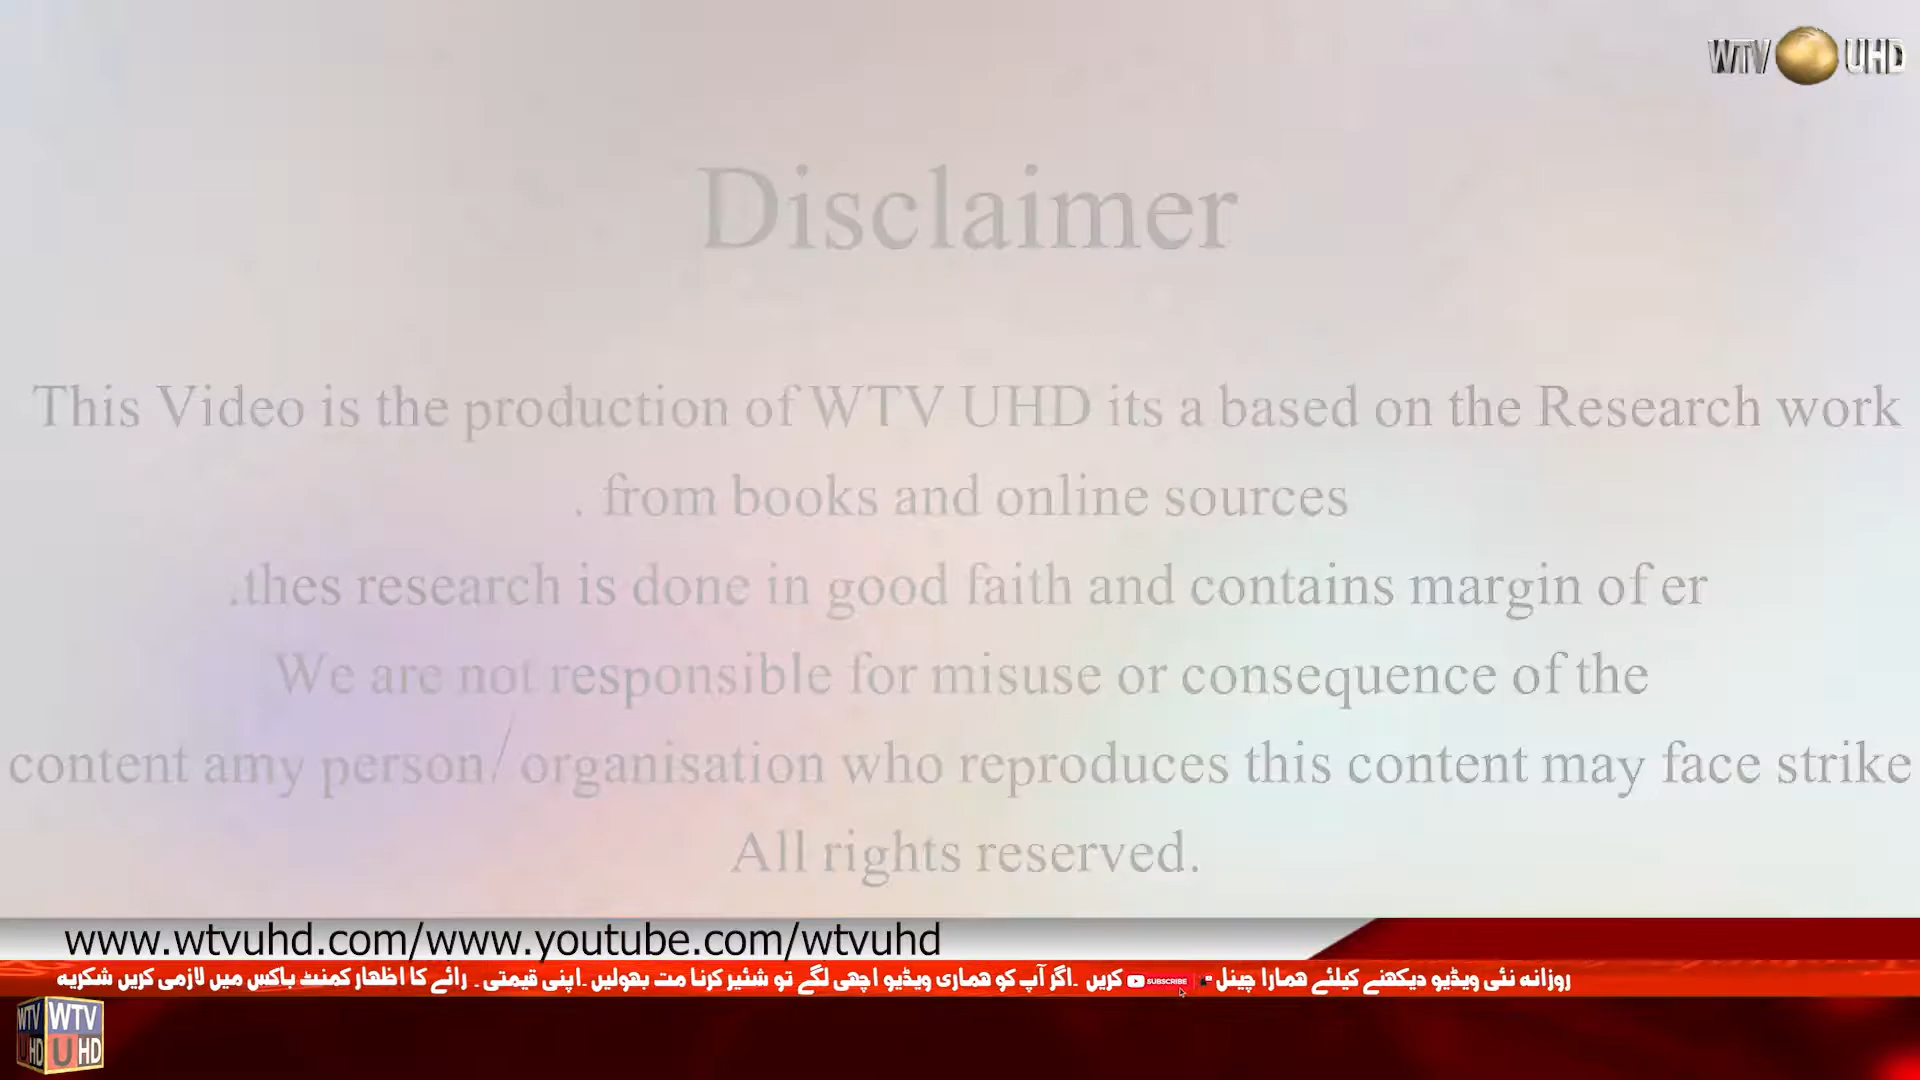 WTV UHD
Disclaimer
This Video is the production of WTV UHD its a based on the Research work
. from books and online sources
.thes research is done in good faith and contains margin of er
We are not responsible for misuse or consequence of the
content amy person/ organisation who reproduces this content may face strike
All rights reserved.
www.wtvuhd.com/www.youtube.com/wtvuhd
روزانہ نئی ویڈیو دیکھنے کیلئے ہمارا چینل SUBSCRIBE کریں ۔اگر آپ کو ہماری ویڈیو اچھی لگے تو شئیر کرنا مت بھولیں ۔اپنی قیمتی ۔ رائے کا اظہار کمنٹ باکس میں لازمی کریں شکریہ
WTV WTV
UHD UHD